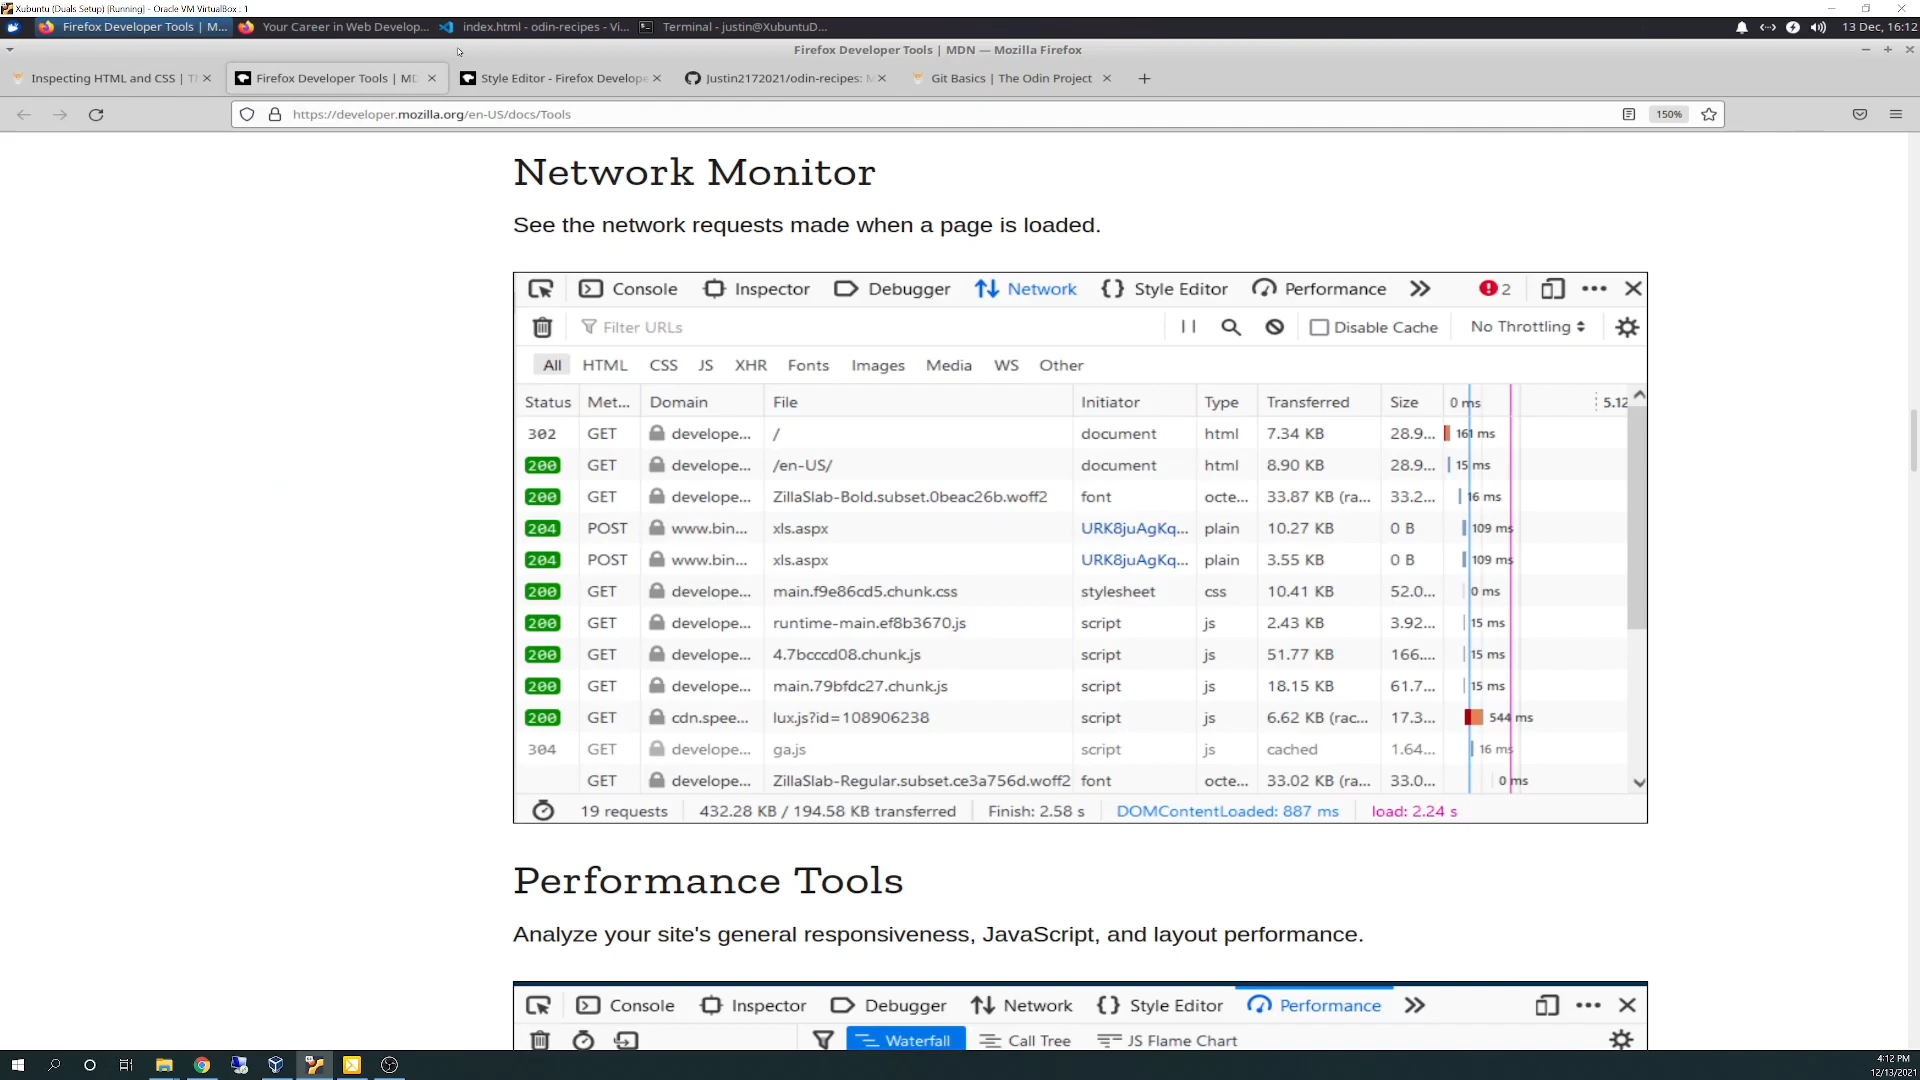 Xubuntu (Duals Setup) [Running] - Oracle VM VirtualBox : 1
Firefox Developer Tools | M... Your Career in Web Develop... index.html - odin-recipes - Vi... Terminal - justin@XubuntuD... 13 Dec, 16:12
Firefox Developer Tools | MDN — Mozilla Firefox
Inspecting HTML and CSS | T Firefox Developer Tools | MD Style Editor - Firefox Develope Justin2172021/odin-recipes: M Git Basics | The Odin Project
https://developer.mozilla.org/en-US/docs/Tools 150%
Network Monitor
See the network requests made when a page is loaded.
Console Inspector Debugger Network Style Editor Performance 2
Filter URLs Disable Cache No Throttling
All HTML CSS JS XHR Fonts Images Media WS Other
Status Met... Domain File Initiator Type Transferred Size 0 ms 5.12
302 GET develope... / document html 7.34 KB 28.9... 161 ms
200 GET develope... /en-US/ document html 8.90 KB 28.9... 15 ms
200 GET develope... ZillaSlab-Bold.subset.0beac26b.woff2 font octe... 33.87 KB (ra... 33.2... 16 ms
204 POST www.bin... xls.aspx URK8juAgKq... plain 10.27 KB 0 B 109 ms
204 POST www.bin... xls.aspx URK8juAgKq... plain 3.55 KB 0 B 109 ms
200 GET develope... main.f9e86cd5.chunk.css stylesheet css 10.41 KB 52.0... 0 ms
200 GET develope... runtime-main.ef8b3670.js script js 2.43 KB 3.92... 15 ms
200 GET develope... 4.7bcccd08.chunk.js script js 51.77 KB 166.... 15 ms
200 GET develope... main.79bfdc27.chunk.js script js 18.15 KB 61.7... 15 ms
200 GET cdn.spee... lux.js?id=108906238 script js 6.62 KB (rac... 17.3... 544 ms
304 GET develope... ga.js script js cached 1.64... 16 ms
GET develope... ZillaSlab-Regular.subset.ce3a756d.woff2 font octe... 33.02 KB (ra... 33.0... 0 ms
19 requests 432.28 KB / 194.58 KB transferred Finish: 2.58 s DOMContentLoaded: 887 ms load: 2.24 s
Performance Tools
Analyze your site's general responsiveness, JavaScript, and layout performance.
Console Inspector Debugger Network Style Editor Performance
Waterfall Call Tree JS Flame Chart
4:12 PM
12/13/2021